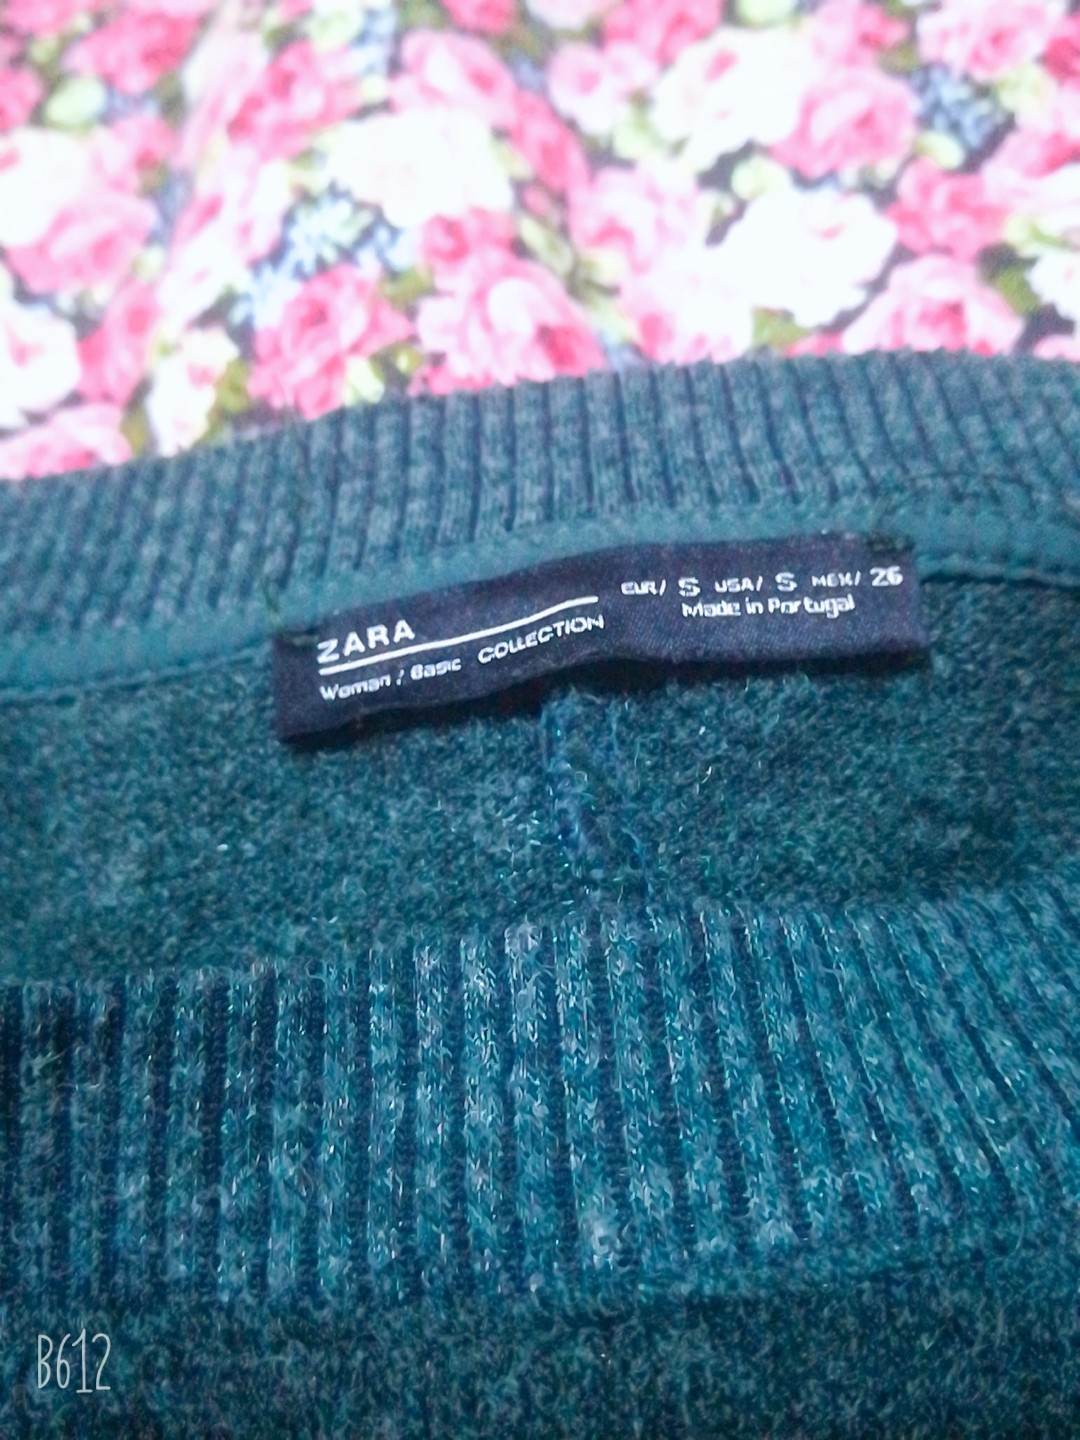 ZARA
Woman / Basic COLLECTION
EUR/ S USA/ S MEX/ 26
Made in Portugal
B612